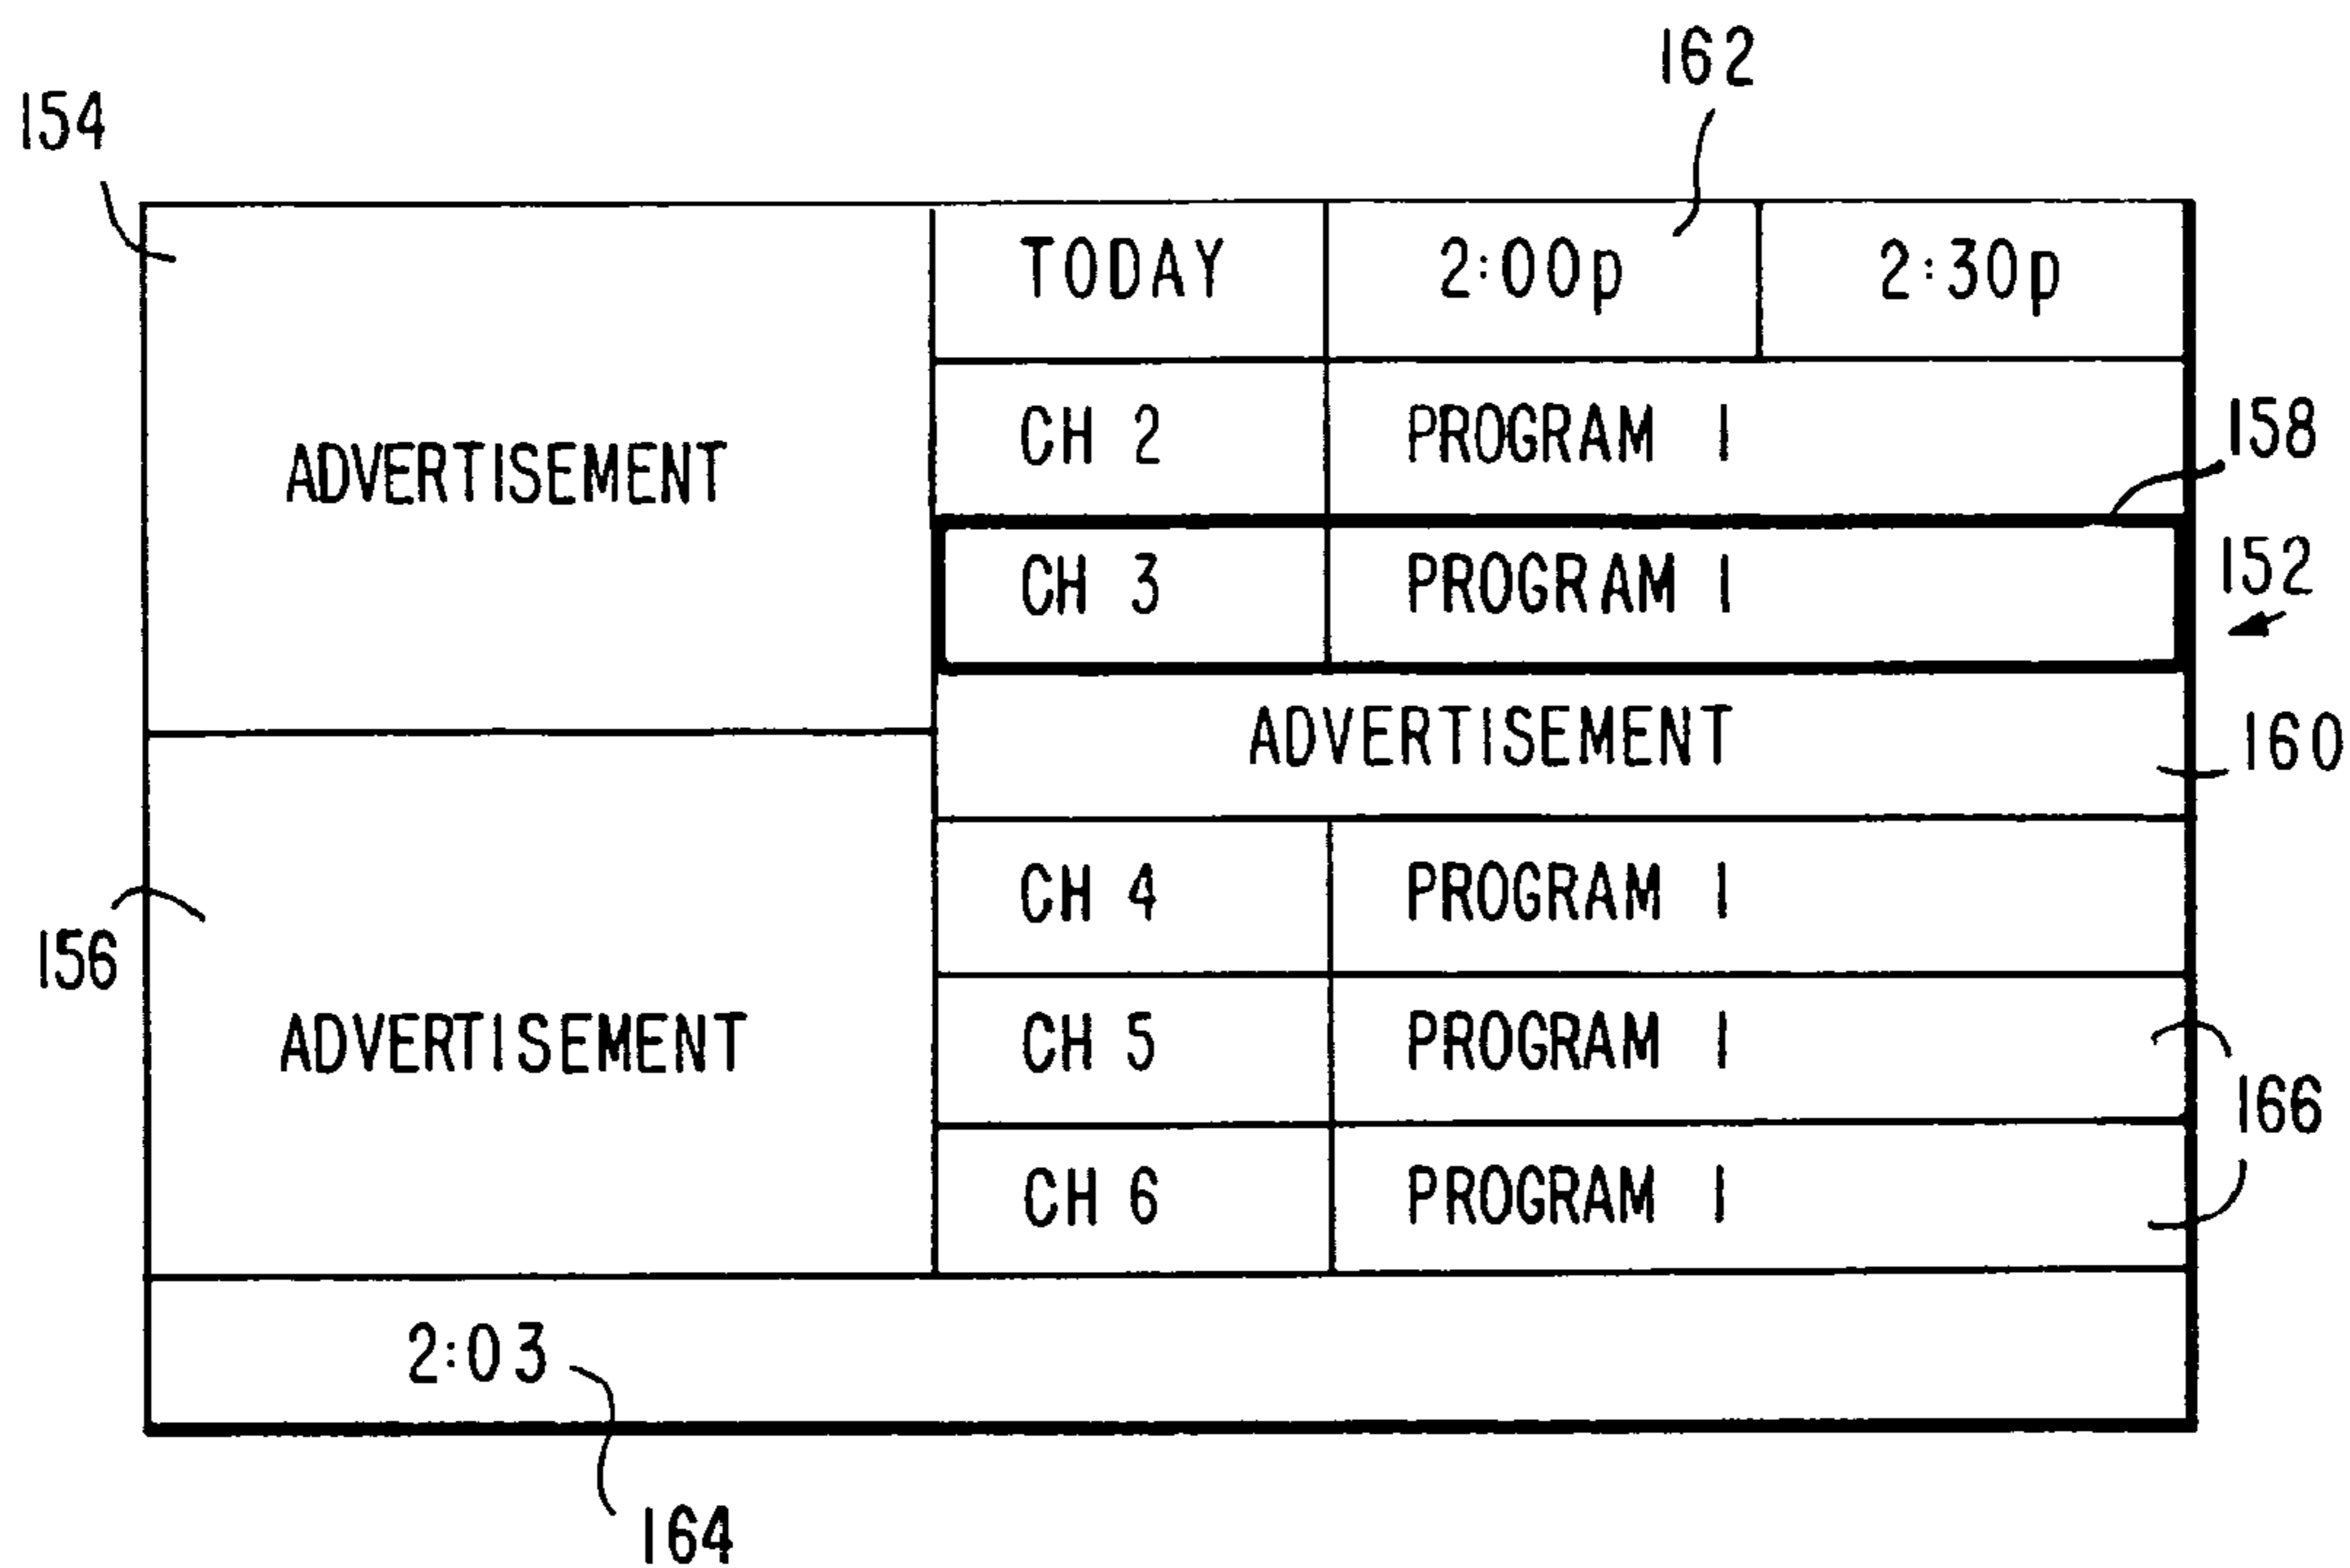 162
154
TODAY 2:00p 2:30p
ADVERTISEMENT
CH 2 PROGRAM 1
158
CH 3 PROGRAM 1
152
ADVERTISEMENT
160
CH 4 PROGRAM 1
156
ADVERTISEMENT
CH 5 PROGRAM 1
166
CH 6 PROGRAM 1
2:03
164